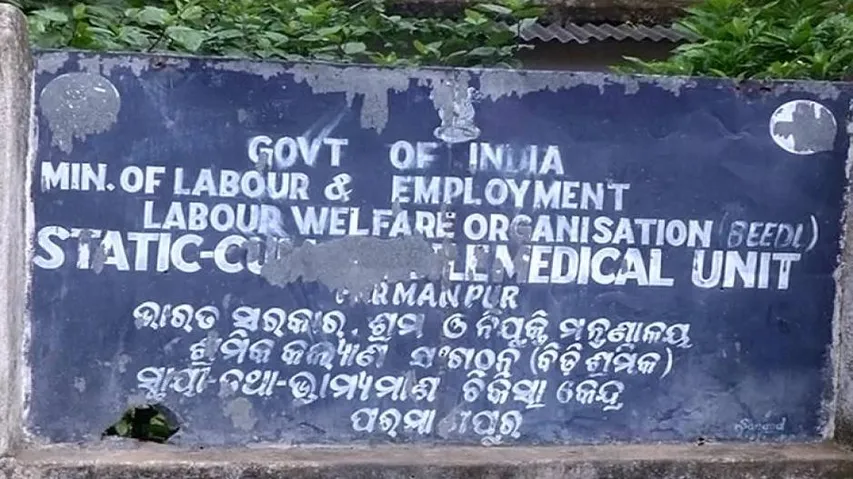 GOVT OF INDIA
MIN. OF LABOUR & EMPLOYMENT
LABOUR WELFARE ORGANISATION (BEEDI)
STATIC- MEDICAL UNIT
ଭାରତ ସରକାର, ଶ୍ରମ ଓ ନିଯୁକ୍ତି ମନ୍ତ୍ରଣାଳୟ
ଶ୍ରମିକ କଲ୍ୟାଣ ସଂଗଠନ (ବିଡି ଶ୍ରମିକ)
ସ୍ଥାୟୀ-ତଥା-ଭ୍ରାମ୍ୟମାଣ ଚିକିତ୍ସା କେନ୍ଦ୍ର